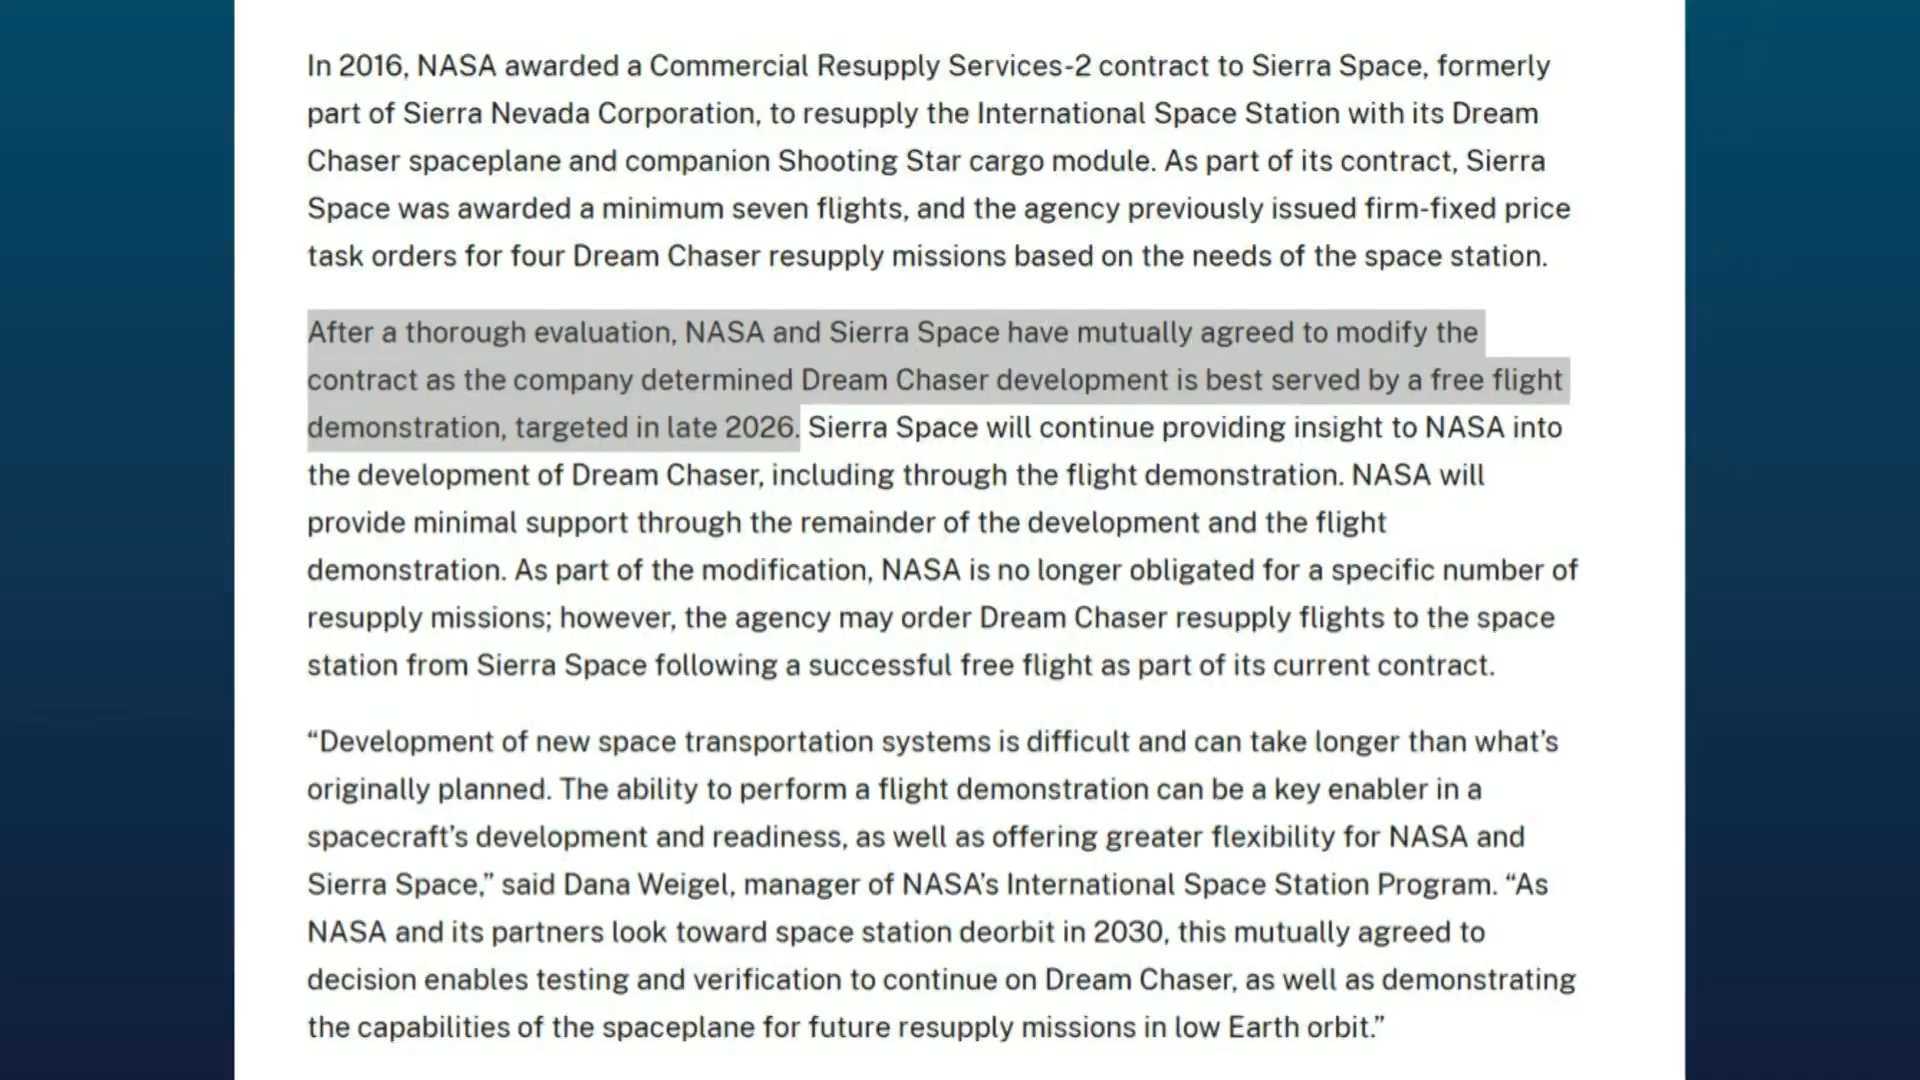 In 2016, NASA awarded a Commercial Resupply Services-2 contract to Sierra Space, formerly
part of Sierra Nevada Corporation, to resupply the International Space Station with its Dream
Chaser spaceplane and companion Shooting Star cargo module. As part of its contract, Sierra
Space was awarded a minimum seven flights, and the agency previously issued firm-fixed price
task orders for four Dream Chaser resupply missions based on the needs of the space station.
After a thorough evaluation, NASA and Sierra Space have mutually agreed to modify the
contract as the company determined Dream Chaser development is best served by a free flight
demonstration, targeted in late 2026. Sierra Space will continue providing insight to NASA into
the development of Dream Chaser, including through the flight demonstration. NASA will
provide minimal support through the remainder of the development and the flight
demonstration. As part of the modification, NASA is no longer obligated for a specific number of
resupply missions; however, the agency may order Dream Chaser resupply flights to the space
station from Sierra Space following a successful free flight as part of its current contract.
“Development of new space transportation systems is difficult and can take longer than what’s
originally planned. The ability to perform a flight demonstration can be a key enabler in a
spacecraft’s development and readiness, as well as offering greater flexibility for NASA and
Sierra Space,” said Dana Weigel, manager of NASA’s International Space Station Program. “As
NASA and its partners look toward space station deorbit in 2030, this mutually agreed to
decision enables testing and verification to continue on Dream Chaser, as well as demonstrating
the capabilities of the spaceplane for future resupply missions in low Earth orbit.”